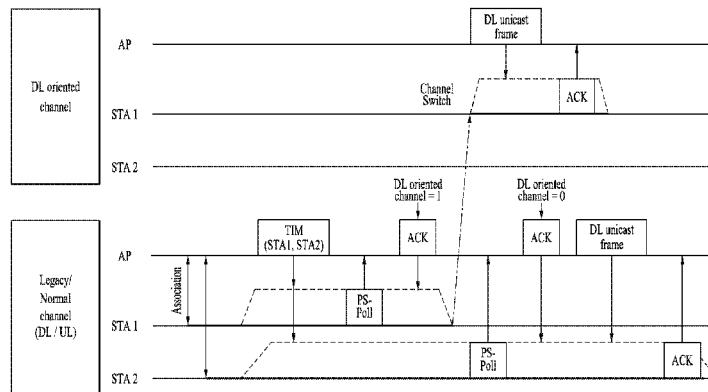 DL oriented
channel
AP
DL unicast
frame
Channel
Switch
ACK
STA 1
STA 2
DL oriented
channel = 1
DL oriented
channel = 0
Legacy/
Normal
channel
(DL / UL)
AP
TIM
(STA1, STA2)
ACK
ACK
DL unicast
frame
Association
PS-
Poll
STA 1
PS-
Poll
ACK
STA 2